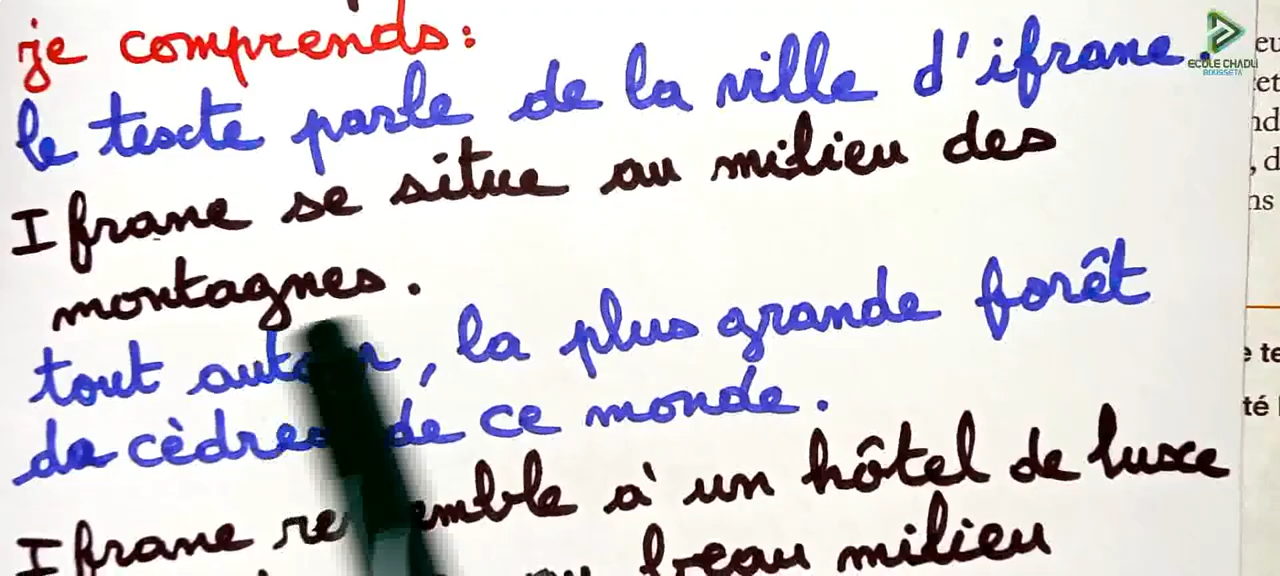 je comprends:
le texte parle de la ville d'ifrane.
Ifrane se situe au milieu des
montagnes.
tout autour, la plus grande forêt
de cèdres de ce monde.
Ifrane ressemble à un hôtel de luxe
beau milieu
ECOLE CHADLI
BOUSSETA